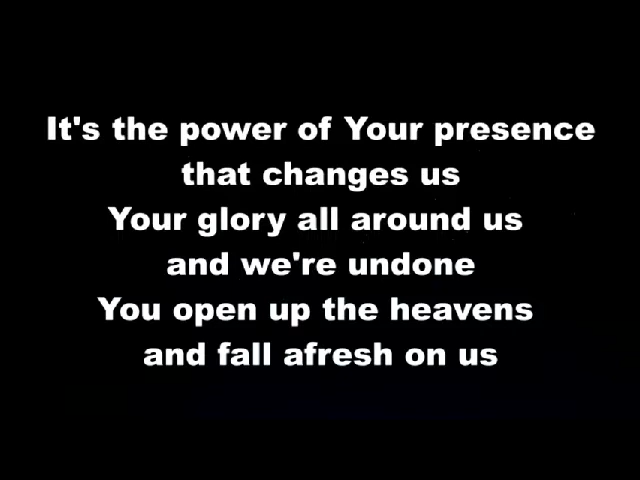 It's the power of Your presence
that changes us
Your glory all around us
and we're undone
You open up the heavens
and fall afresh on us